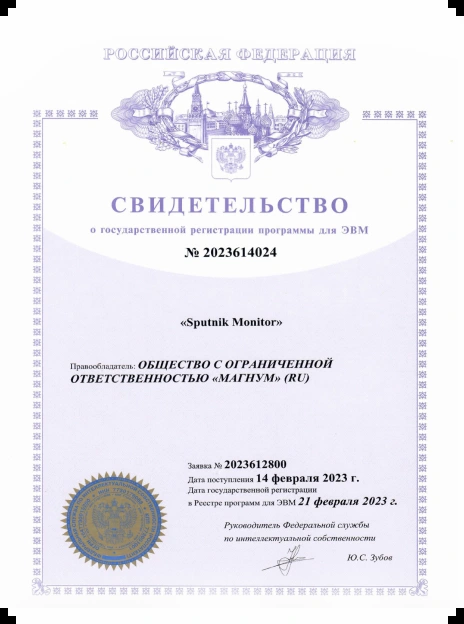 РОССИЙСКАЯ ФЕДЕРАЦИЯ
СВИДЕТЕЛЬСТВО
о государственной регистрации программы для ЭВМ
№ 2023614024
«Sputnik Monitor»
Правообладатель: ОБЩЕСТВО С ОГРАНИЧЕННОЙ
ОТВЕТСТВЕННОСТЬЮ «МАГНУМ» (RU)
Заявка № 2023612800
Дата поступления 14 февраля 2023 г.
Дата государственной регистрации
в Реестре программ для ЭВМ 21 февраля 2023 г.
Руководитель Федеральной службы
по интеллектуальной собственности
Ю.С. Зубов